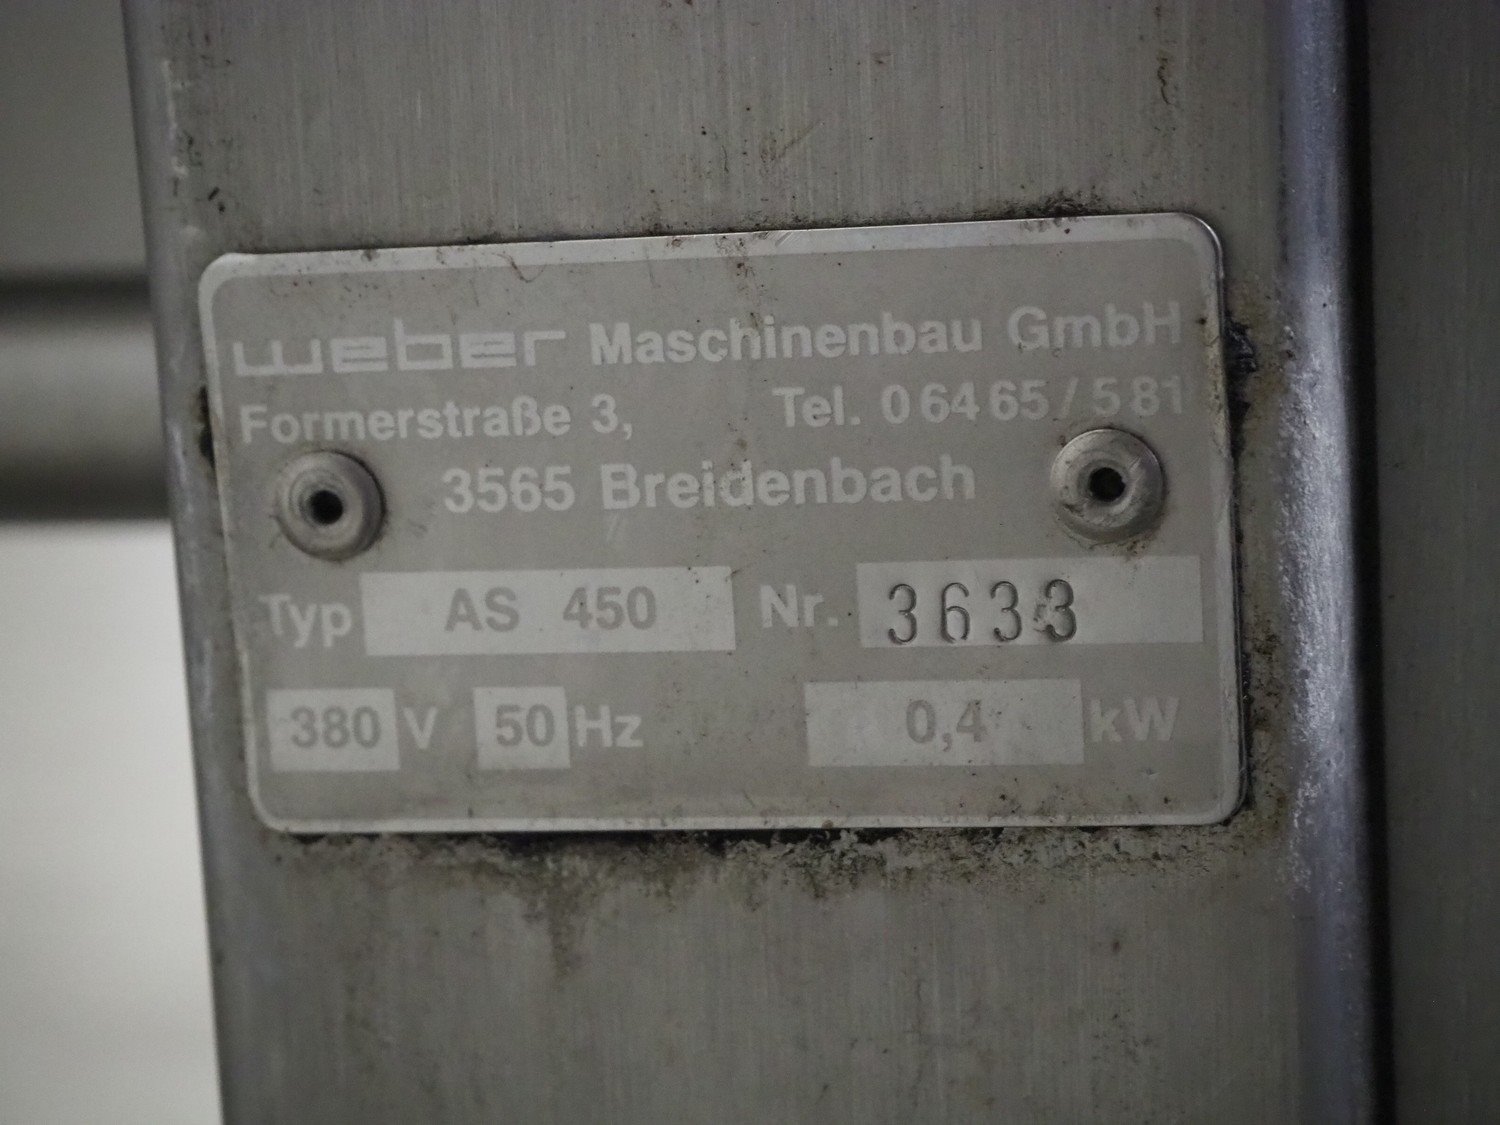 weber Maschinenbau GmbH
Formerstraße 3, Tel. 06465/581
3565 Breidenbach
Typ AS 450 Nr. 3633
380 V 50 Hz 0,4 kW